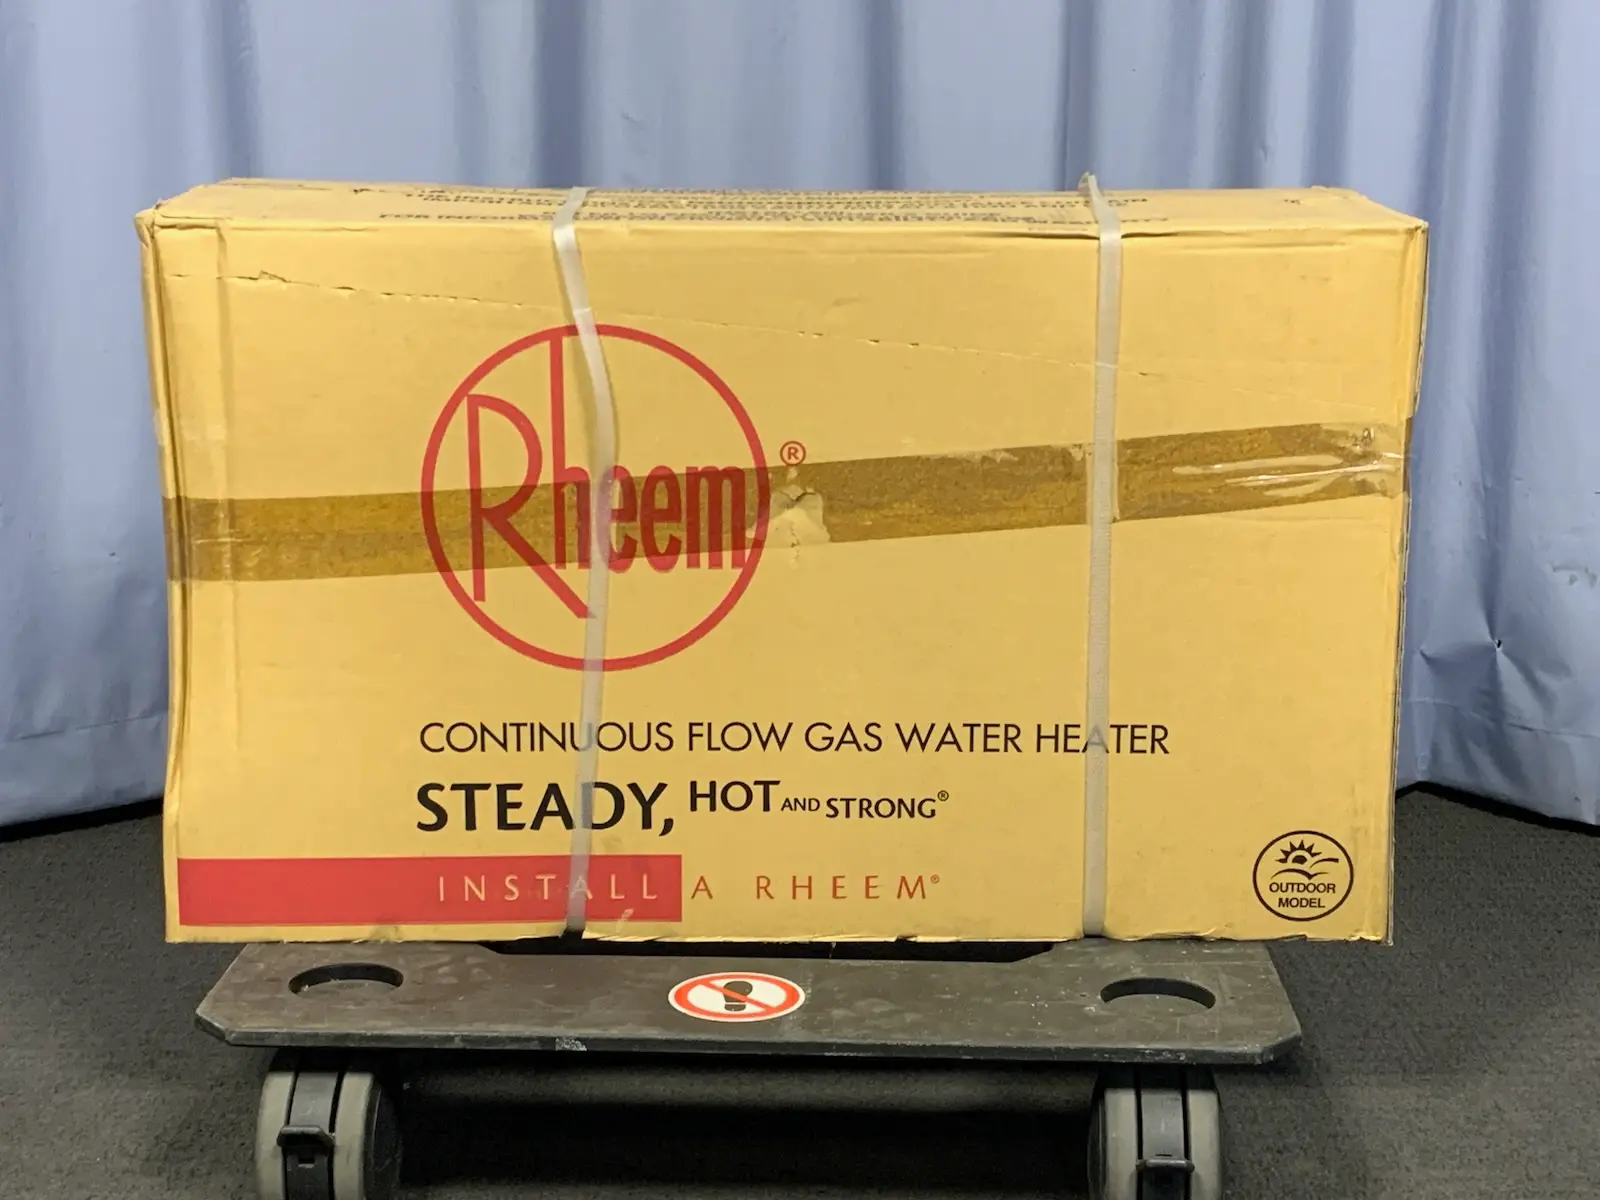 Rheem®
CONTINUOUS FLOW GAS WATER HEATER
STEADY, HOT AND STRONG®
INSTALL A RHEEM®
OUTDOOR
MODEL